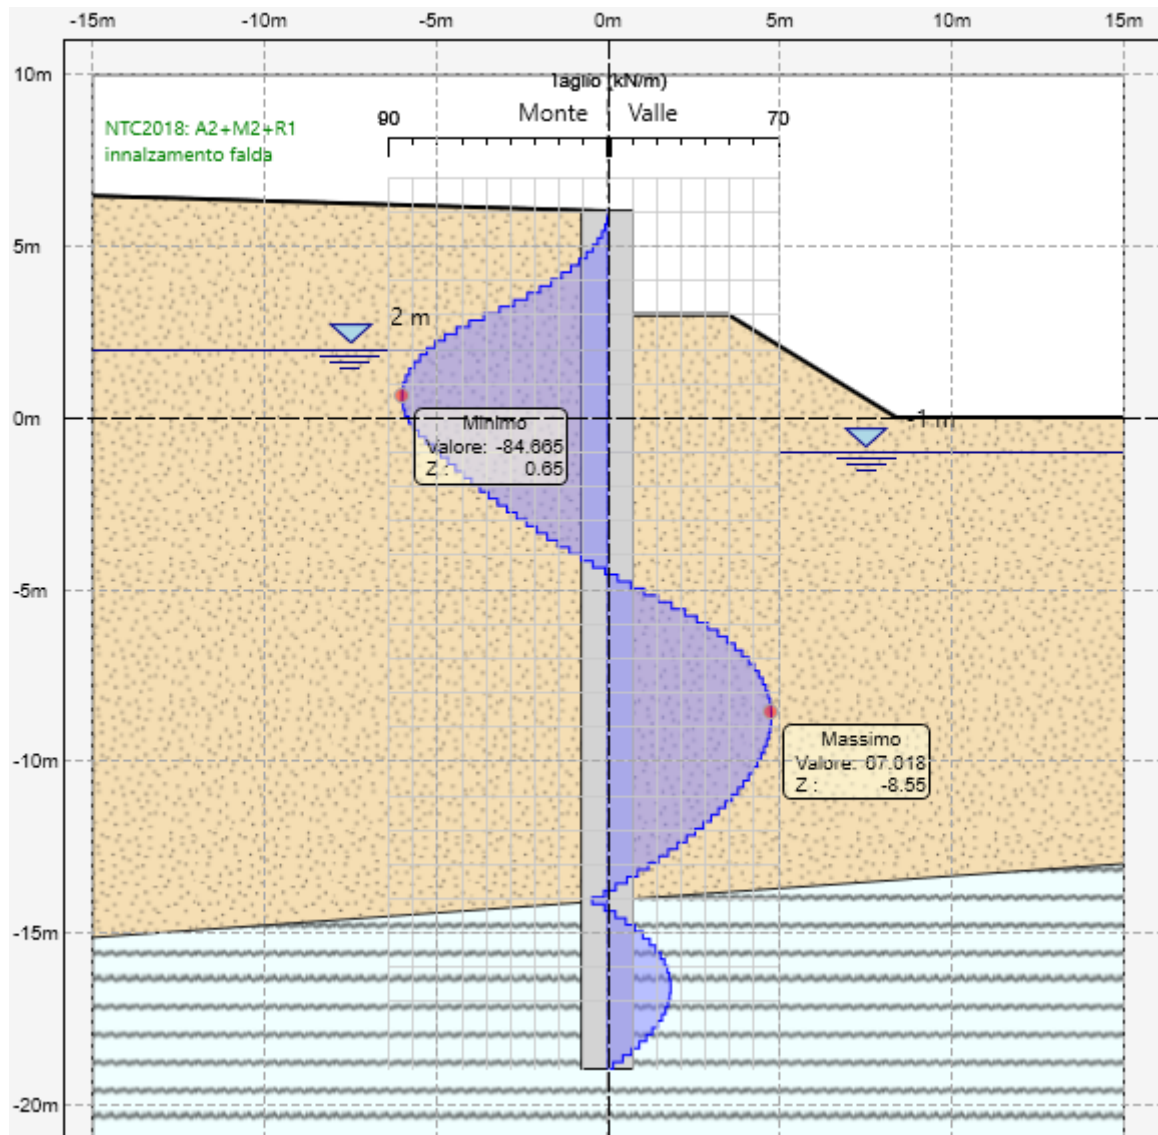 -15m -10m -5m 0m 5m 10m 15m
10m
Taglio (kN/m)
90 Monte Valle 70
NTC2018: A2+M2+R1
innalzamento falda
5m
2 m
0m
-1 m
Minimo
Valore: -84.665
Z : 0.65
-5m
Massimo
Valore: 67.018
Z : -8.55
-10m
-15m
-20m